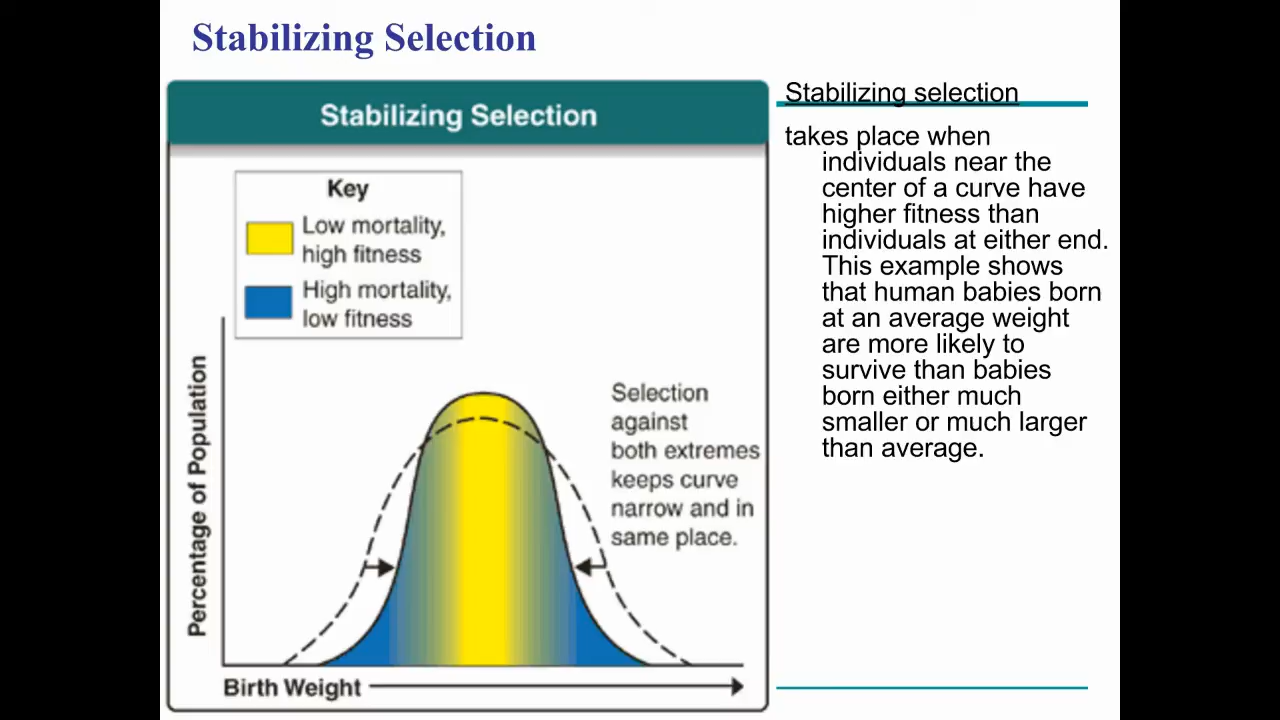 Stabilizing Selection
Stabilizing Selection
Key
Low mortality,
high fitness
High mortality,
low fitness
Percentage of Population
Selection
against
both extremes
keeps curve
narrow and in
same place.
Birth Weight
Stabilizing selection
takes place when
individuals near the
center of a curve have
higher fitness than
individuals at either end.
This example shows
that human babies born
at an average weight
are more likely to
survive than babies
born either much
smaller or much larger
than average.